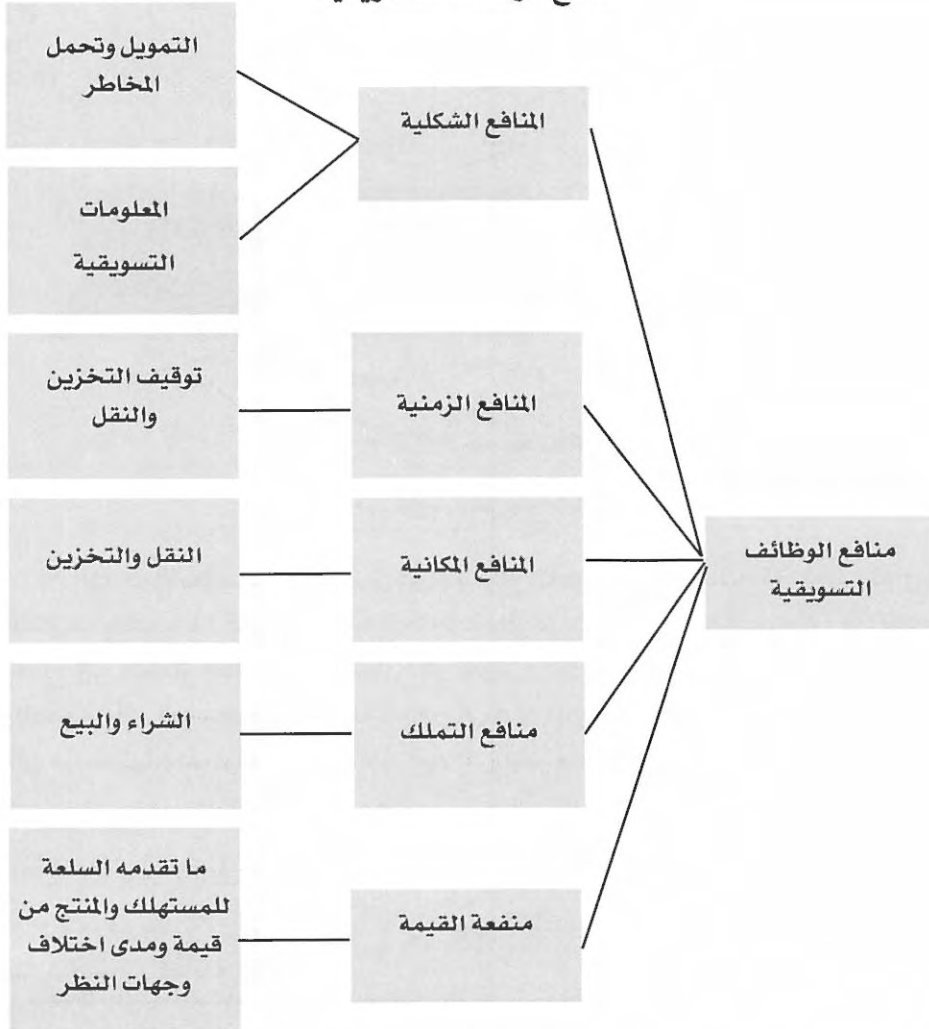 منافع الوظائف
التسويقية
المنافع الشكلية
التمويل وتحمل
المخاطر
المعلومات
التسويقية
المنافع الزمنية
توقيف التخزين
والنقل
المنافع المكانية
النقل والتخزين
منافع التملك
الشراء والبيع
منفعة القيمة
ما تقدمه السلعة
للمستهلك والمنتج من
قيمة ومدى اختلاف
وجهات النظر